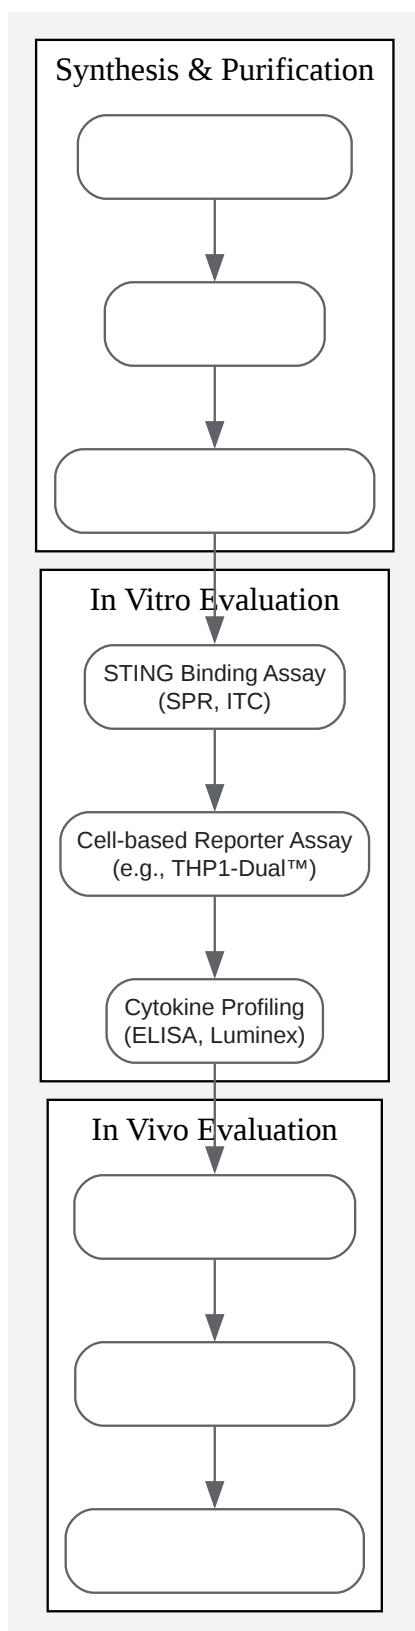 Synthesis & Purification
In Vitro Evaluation
STING Binding Assay
(SPR, ITC)
Cell-based Reporter Assay
(e.g., THP1-Dual™)
Cytokine Profiling
(ELISA, Luminex)
In Vivo Evaluation